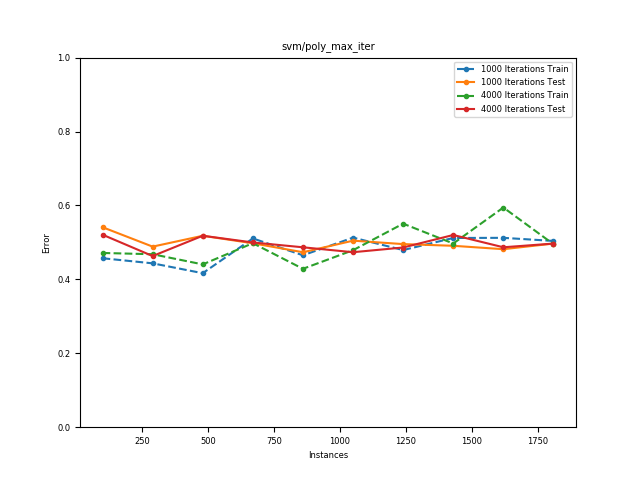 svm/poly_max_iter
1000 Iterations Train
1000 Iterations Test
4000 Iterations Train
4000 Iterations Test
1.0
0.8
0.6
0.4
0.2
0.0
Error
250 500 750 1000 1250 1500 1750
Instances